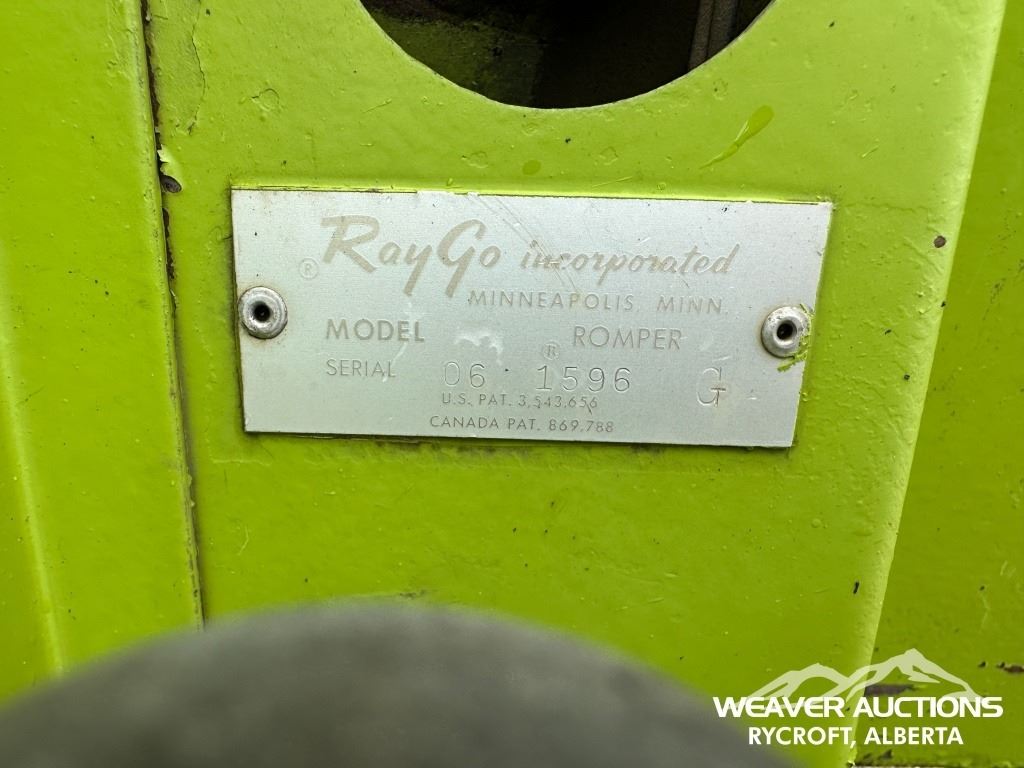 RayGo incorporated
®
MINNEAPOLIS, MINN.
MODEL ROMPER
®
SERIAL 06 1596 G
U.S. PAT. 3,543,656
CANADA PAT. 869,788
WEAVER AUCTIONS
RYCROFT, ALBERTA